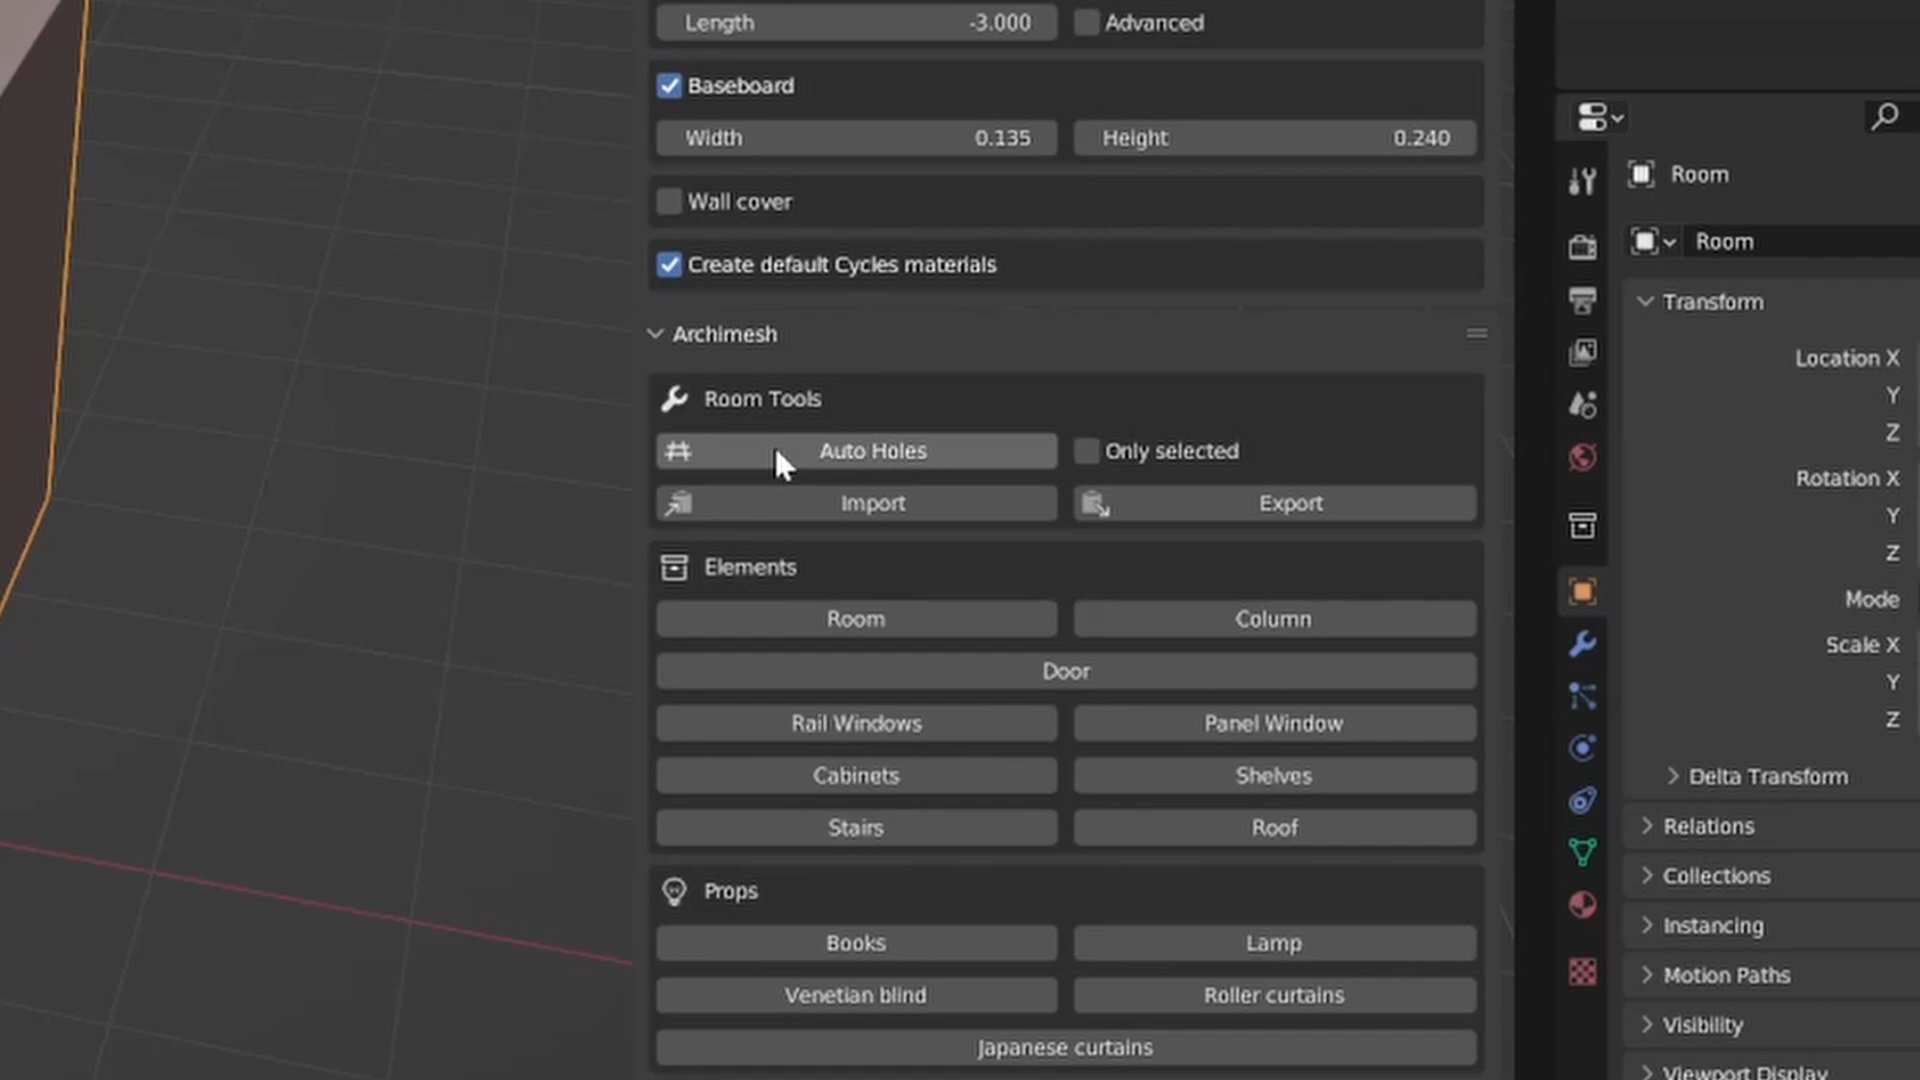 Length -3.000 Advanced
Baseboard
Width 0.135 Height 0.240
Wall cover
Create default Cycles materials
Archimesh
Room Tools
Auto Holes Only selected
Import Export
Elements
Room Column
Door
Rail Windows Panel Window
Cabinets Shelves
Stairs Roof
Props
Books Lamp
Venetian blind Roller curtains
Japanese curtains
Room
Room
Transform
Location X
Y
Z
Rotation X
Y
Z
Mode
Scale X
Y
Z
Delta Transform
Relations
Collections
Instancing
Motion Paths
Visibility
Viewport Display